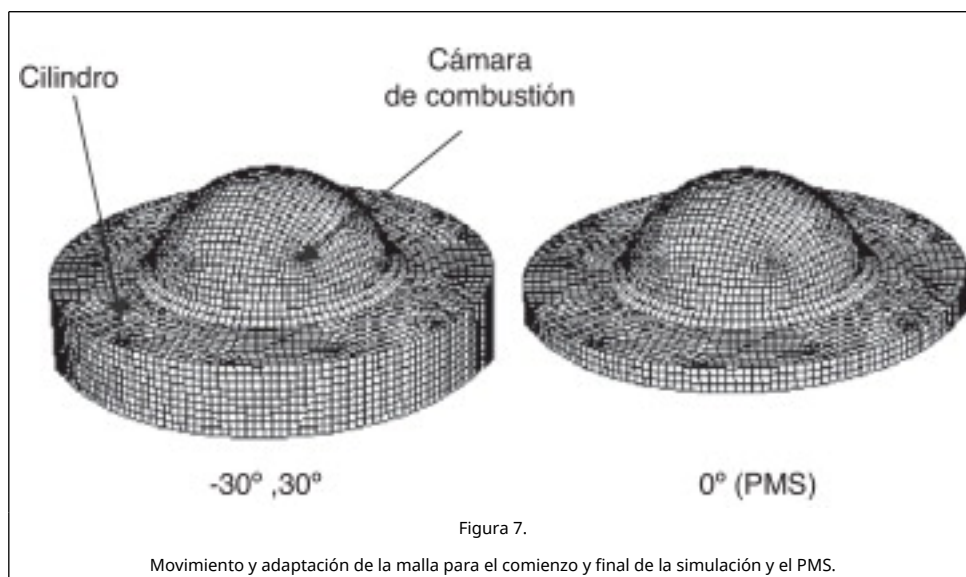 Cilindro
Cámara
de combustión
-30º ,30º
0º (PMS)
Figura 7.
Movimiento y adaptación de la malla para el comienzo y final de la simulación y el PMS.